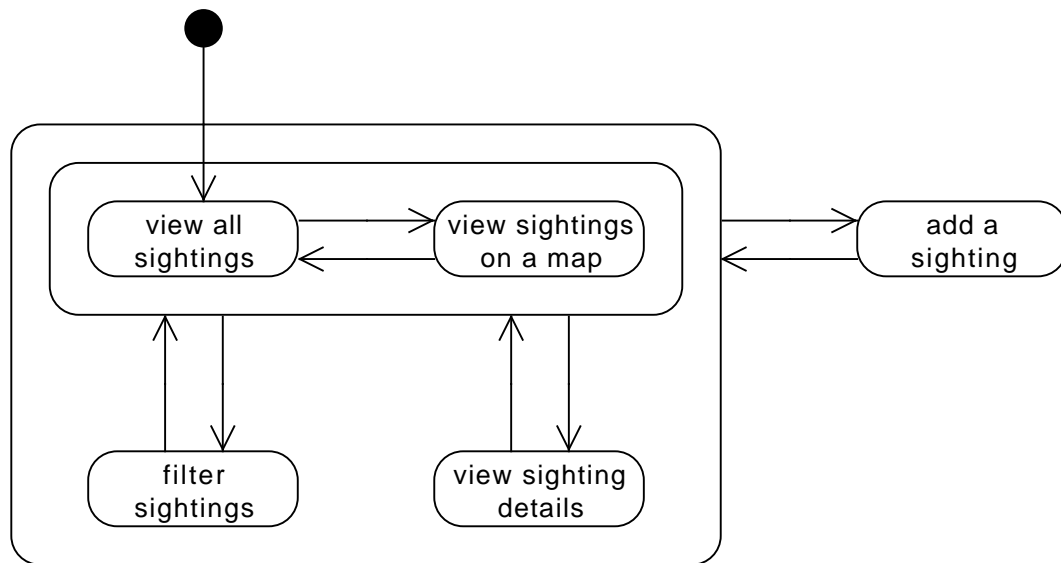 view all
sightings
view sightings
on a map
add a
sighting
filter
sightings
view sighting
details